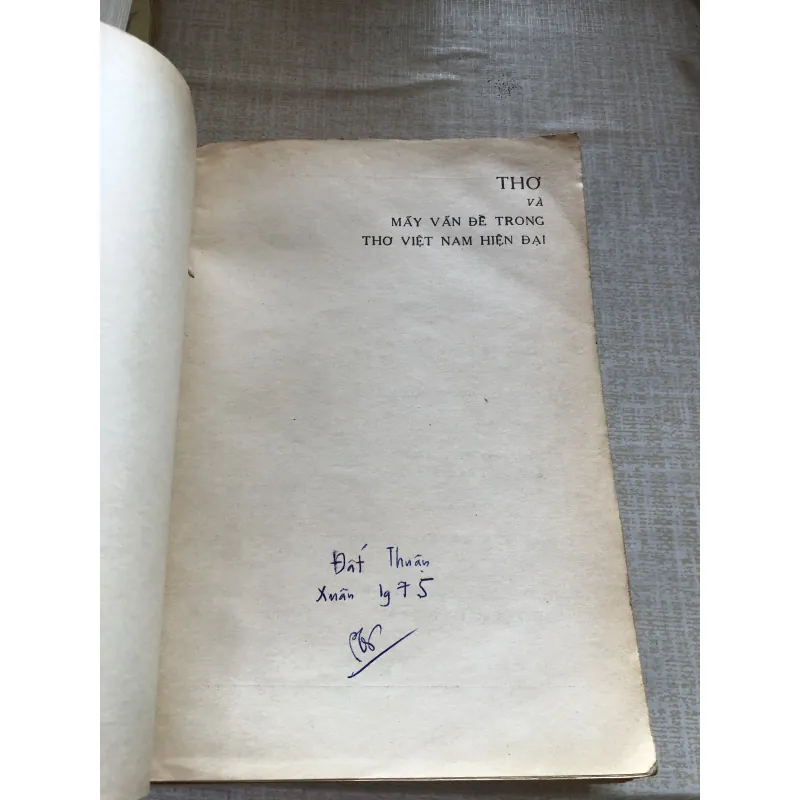 THƠ
VÀ
MẤY VẤN ĐỀ TRONG
THƠ VIỆT NAM HIỆN ĐẠI
Đất Thuận
Xuân 1975